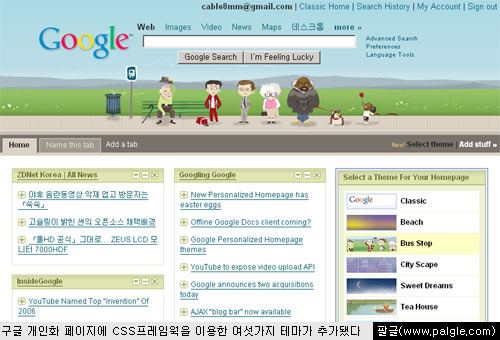 cable8mm@gmail.com | Classic Home | Search History | My Account | Sign out
Google™
Web Images Video News Maps 데스크톱 more »
Advanced Search
Preferences
Language Tools
Google Search I'm Feeling Lucky
Home Name this tab Add a tab New! Select theme | Add stuff »
ZDNet Korea | All News
야후 음란동영상 악재 업고 방문자는 『쑥쑥』
고슬링이 밝힌 썬의 오픈소스 채택배경
『풀HD 공식』그대로... ZEUS LCD 모니터 7000HDF
InsideGoogle
YouTube Named Top "Invention" Of 2006
Googling Google
New Personalized Homepage has easter eggs
Offline Google Docs client coming?
Google Personalized Homepage themes
YouTube to expose video upload API
Google announces two acquisitions today
AJAX "blog bar" now available
Select a Theme For Your Homepage
Google Classic
Beach
Bus Stop
City Scape
Sweet Dreams
Tea House
구글 개인화 페이지에 CSS프레임웍을 이용한 여섯가지 테마가 추가됐다
팔글(www.palgle.com)